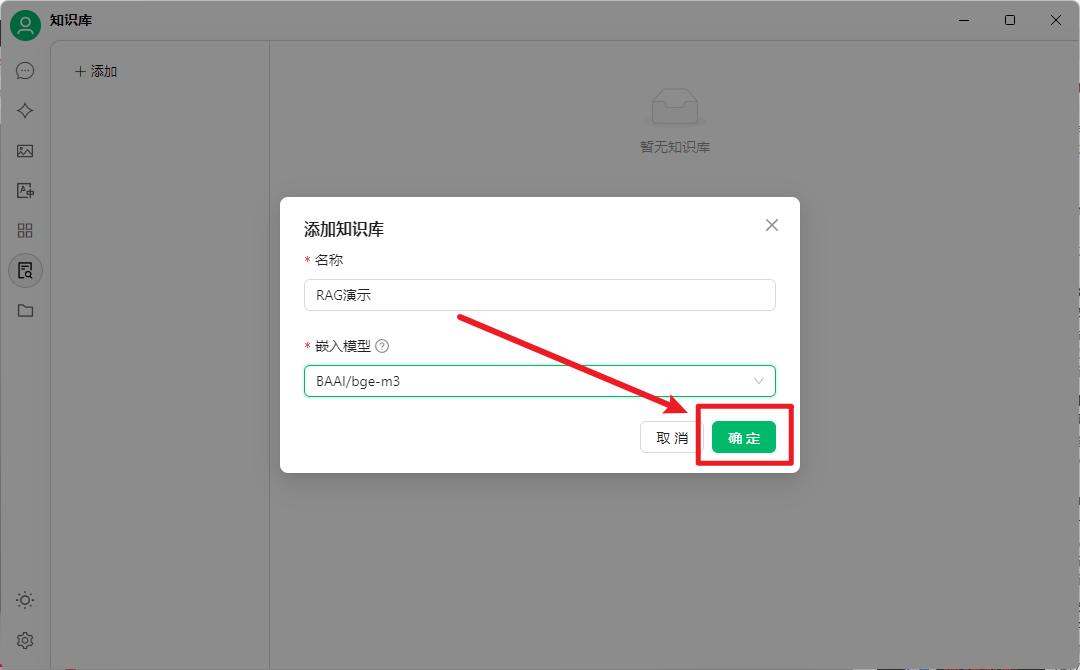 知识库
添加
暂无知识库
添加知识库
* 名称
RAG演示
* 嵌入模型
BAAI/bge-m3
取 消
确 定